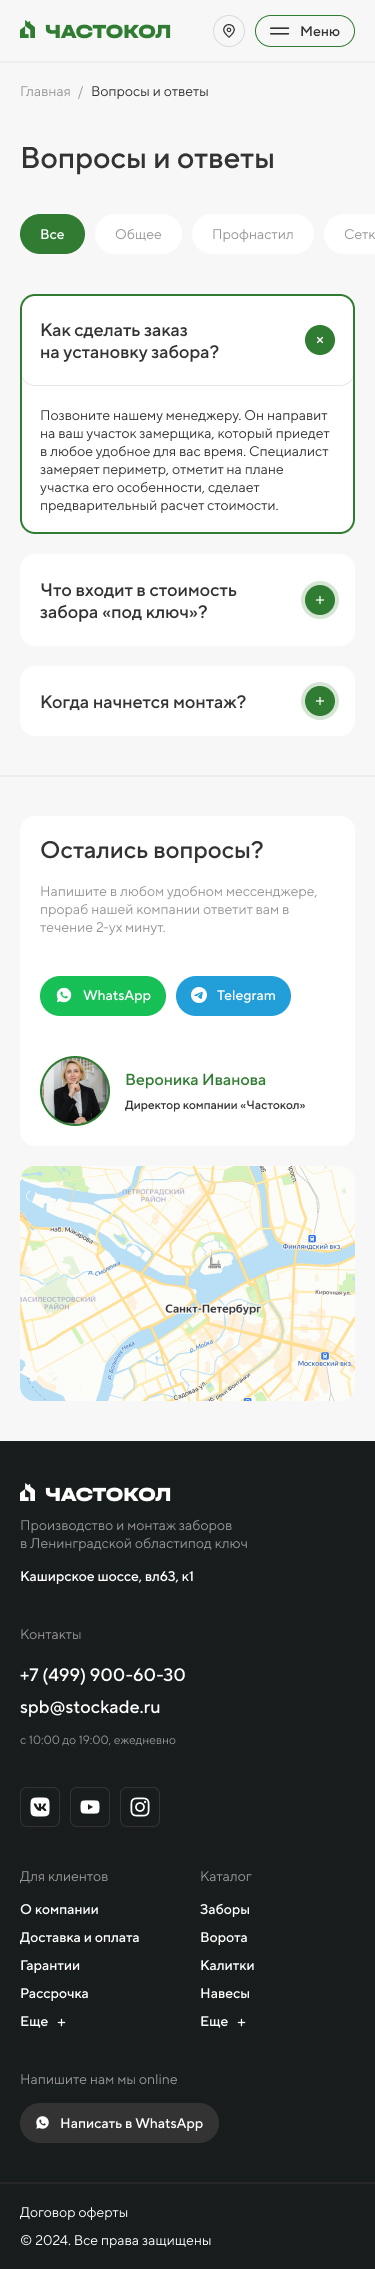 ЧАСТОКОЛ
Меню
Главная / Вопросы и ответы
Вопросы и ответы
Все Общее Профнастил Сетк
Как сделать заказ
на установку забора?
Позвоните нашему менеджеру. Он направит
на ваш участок замерщика, который приедет
в любое удобное для вас время. Специалист
замеряет периметр, отметит на плане
участка его особенности, сделает
предварительный расчет стоимости.
Что входит в стоимость
забора «под ключ»?
Когда начнется монтаж?
Остались вопросы?
Напишите в любом удобном мессенджере,
прораб нашей компании ответит вам в
течение 2-ух минут.
WhatsApp Telegram
Вероника Иванова
Директор компании «Частокол»
ПЕТРОГРАДСКИЙ
РАЙОН
наб. Макарова
Финляндский вкз.
р. Смоленка
Кирочная ул.
ВАСИЛЕОСТРОВСКИЙ
РАЙОН
Санкт-Петербург
р. Мойка
Московский вкз.
Садовая ул.
ЧАСТОКОЛ
Производство и монтаж заборов
в Ленинградской областипод ключ
Каширское шоссе, вл63, к1
Контакты
+7 (499) 900-60-30
spb@stockade.ru
с 10:00 до 19:00, ежедневно
Для клиентов
О компании
Доставка и оплата
Гарантии
Рассрочка
Еще +
Каталог
Заборы
Ворота
Калитки
Навесы
Еще +
Напишите нам мы online
Написать в WhatsApp
Договор оферты
© 2024. Все права защищены